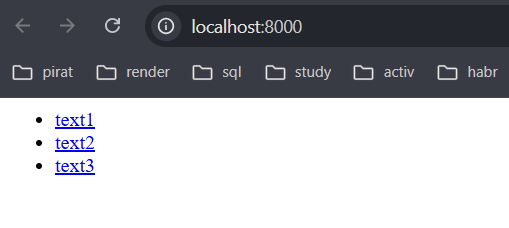 localhost:8000
pirat render sql study activ habr
text1
text2
text3